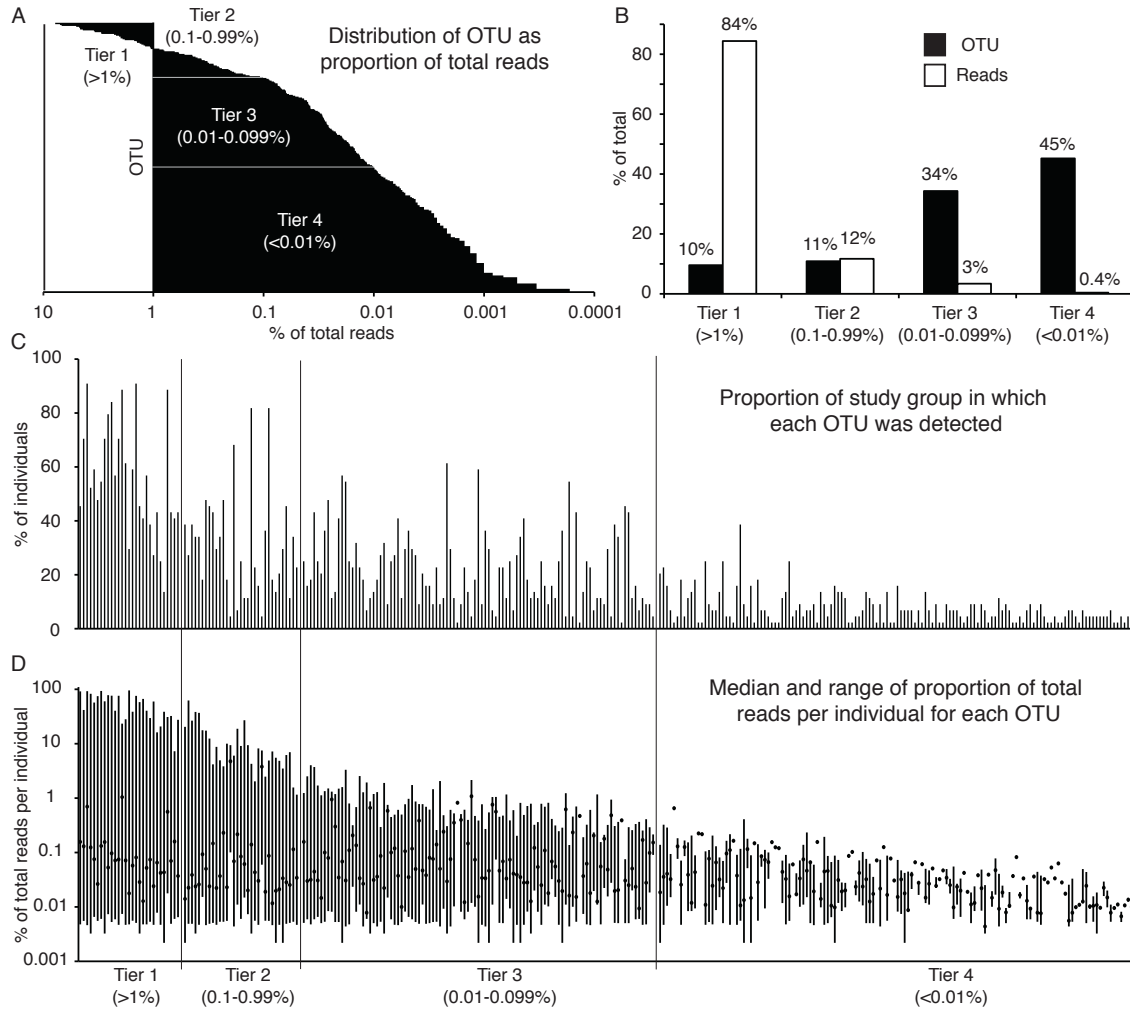 A
Tier 2
(0.1-0.99%)
Tier 1
(>1%)
Distribution of OTU as
proportion of total reads
OTU
Tier 3
(0.01-0.099%)
Tier 4
(<0.01%)
10
1
0.1
0.01
0.001
0.0001
% of total reads
B
% of total
80
60
40
20
0
84%
OTU
Reads
10%
11%
12%
34%
3%
45%
0.4%
Tier 1
(>1%)
Tier 2
(0.1-0.99%)
Tier 3
(0.01-0.099%)
Tier 4
(<0.01%)
C
% of individuals
100
80
60
40
20
0
Proportion of study group in which
each OTU was detected
D
% of total reads per individual
100
10
1
0.1
0.01
0.001
Median and range of proportion of total
reads per individual for each OTU
Tier 1
(>1%)
Tier 2
(0.1-0.99%)
Tier 3
(0.01-0.099%)
Tier 4
(<0.01%)